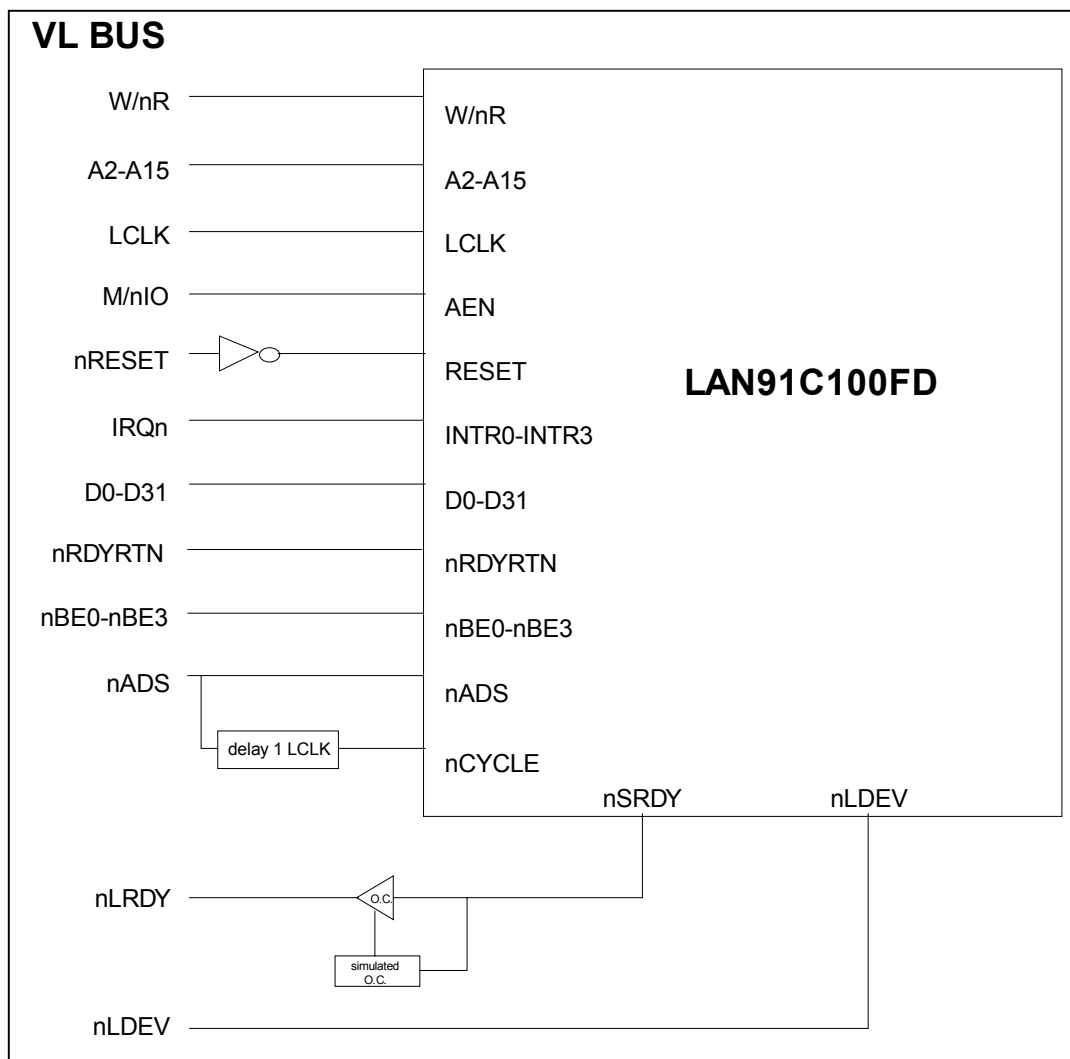 VL BUS
W/nR
W/nR
A2-A15
A2-A15
LCLK
LCLK
M/nIO
AEN
nRESET
RESET
LAN91C100FD
IRQn
INTR0-INTR3
D0-D31
D0-D31
nRDYRTN
nRDYRTN
nBE0-nBE3
nBE0-nBE3
nADS
nADS
delay 1 LCLK
nCYCLE
nSRDY
nLDEV
nLRDY
O.C.
simulated
O.C.
nLDEV